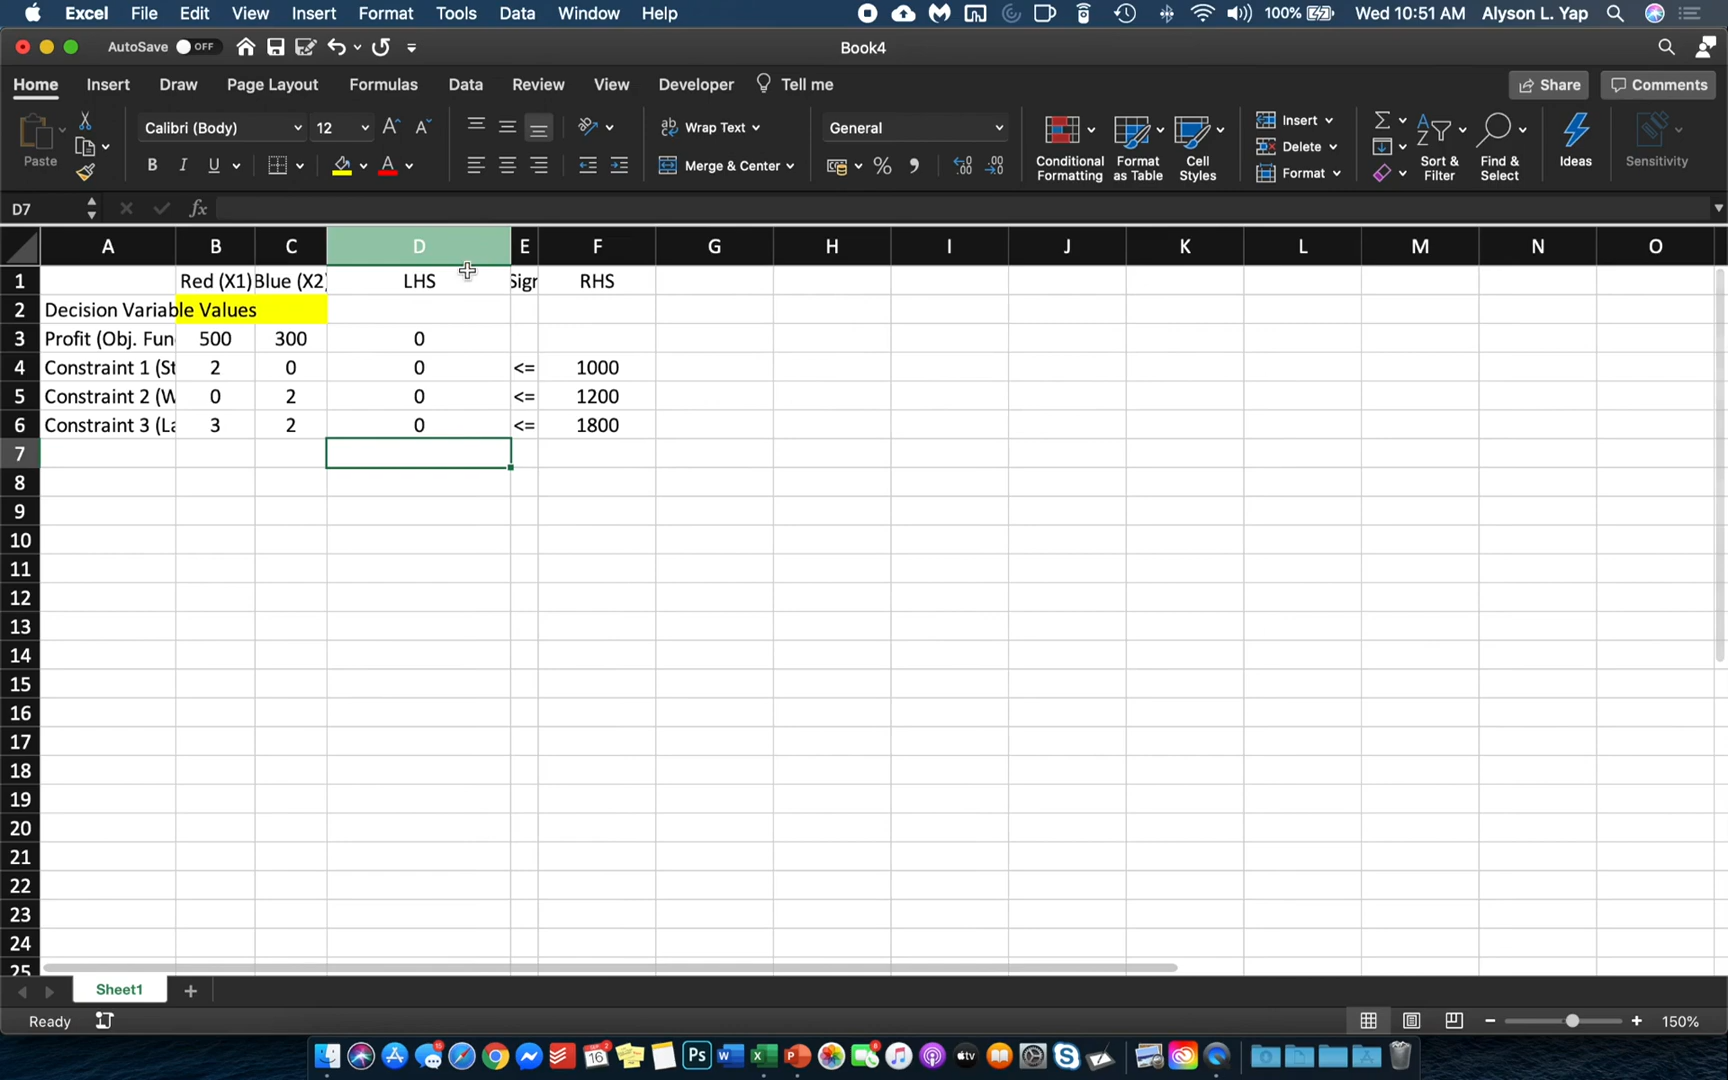 Excel File Edit View Insert Format Tools Data Window Help 100% Wed 10:51 AM Alyson L. Yap
AutoSave OFF Book4
Home Insert Draw Page Layout Formulas Data Review View Developer Tell me Share Comments
Paste Calibri (Body) 12 A^ Aˇ ab Wrap Text General Conditional Formatting Format as Table Cell Styles Insert Delete Format Σ Sort & Filter Find & Select Ideas Sensitivity
B I U A Merge & Center % ,
D7 fx
A B C D E F G H I J K L M N O
1 Red (X1) Blue (X2) LHS Sign RHS
2 Decision Variable Values
3 Profit (Obj. Fun 500 300 0
4 Constraint 1 (St 2 0 0 <= 1000
5 Constraint 2 (W 0 2 0 <= 1200
6 Constraint 3 (La 3 2 0 <= 1800
7
8
9
10
11
12
13
14
15
16
17
18
19
20
21
22
23
24
25
Sheet1 +
Ready 150%